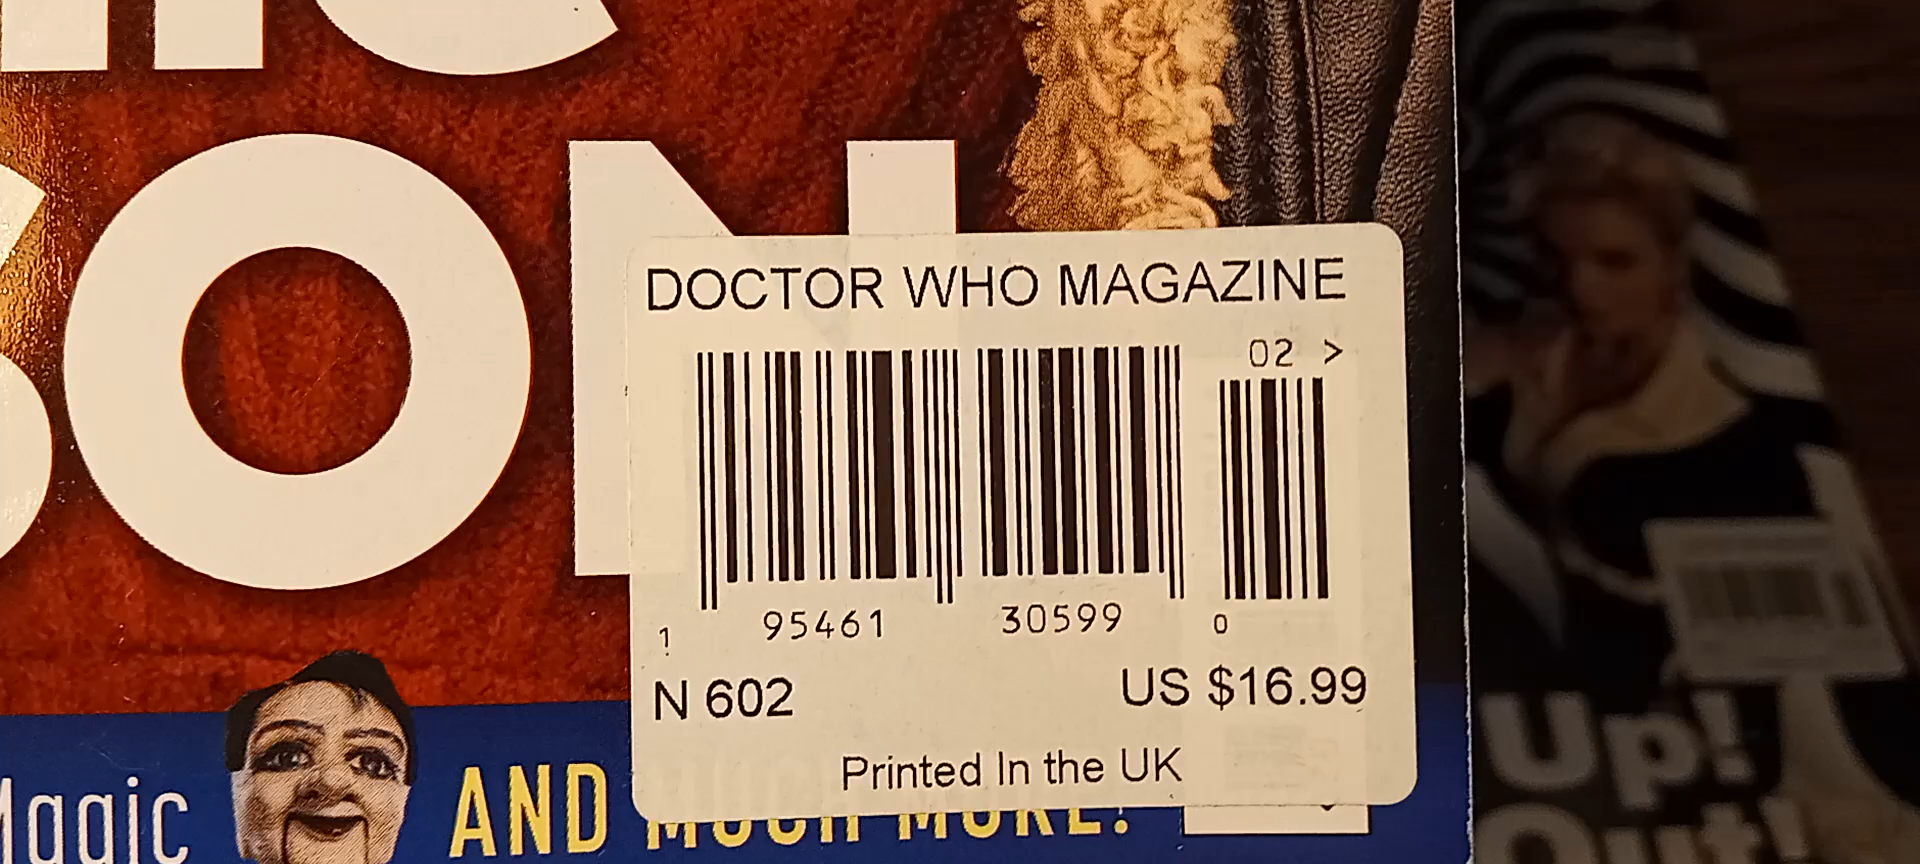 ON
DOCTOR WHO MAGAZINE
02 >
1 95461 30599 0
N 602 US $16.99
Printed In the UK
Magic AND MUCH MORE!
Up!
Out!